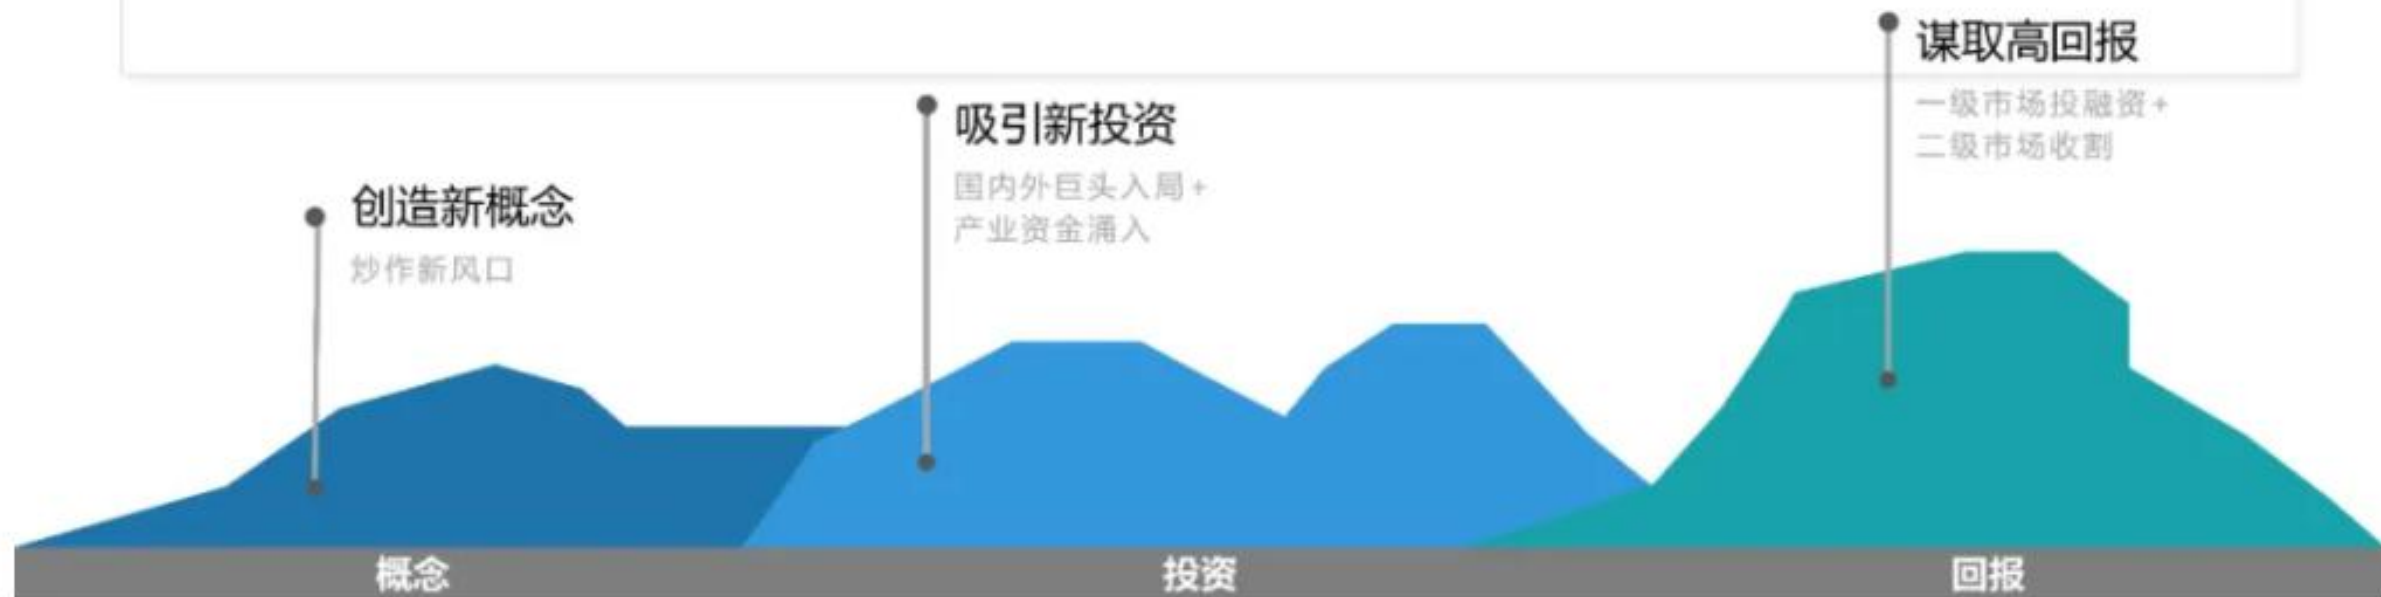 创造新概念
炒作新风口
吸引新投资
国内外巨头入局+
产业资金涌入
谋取高回报
一级市场投融资+
二级市场收割
概念
投资
回报